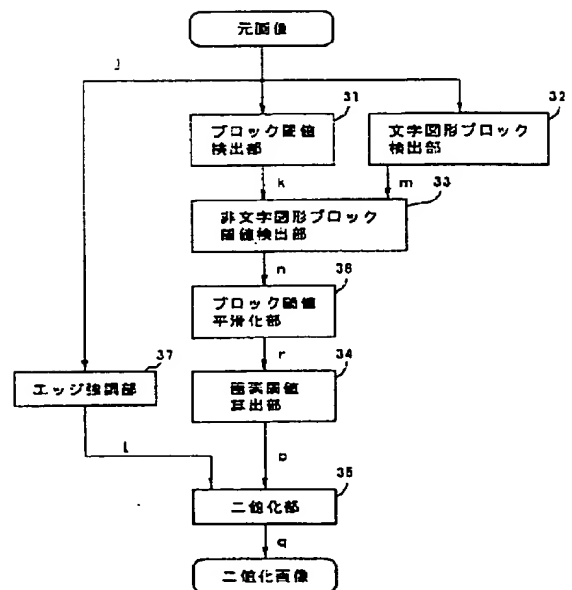 元画像
j
31
32
ブロック閾値
検出部
文字図形ブロック
検出部
k
m
33
非文字図形ブロック
閾値検出部
n
36
ブロック閾値
平滑化部
r
37
34
エッジ強調部
画素閾値
算出部
l
p
35
二値化部
q
二値化画像